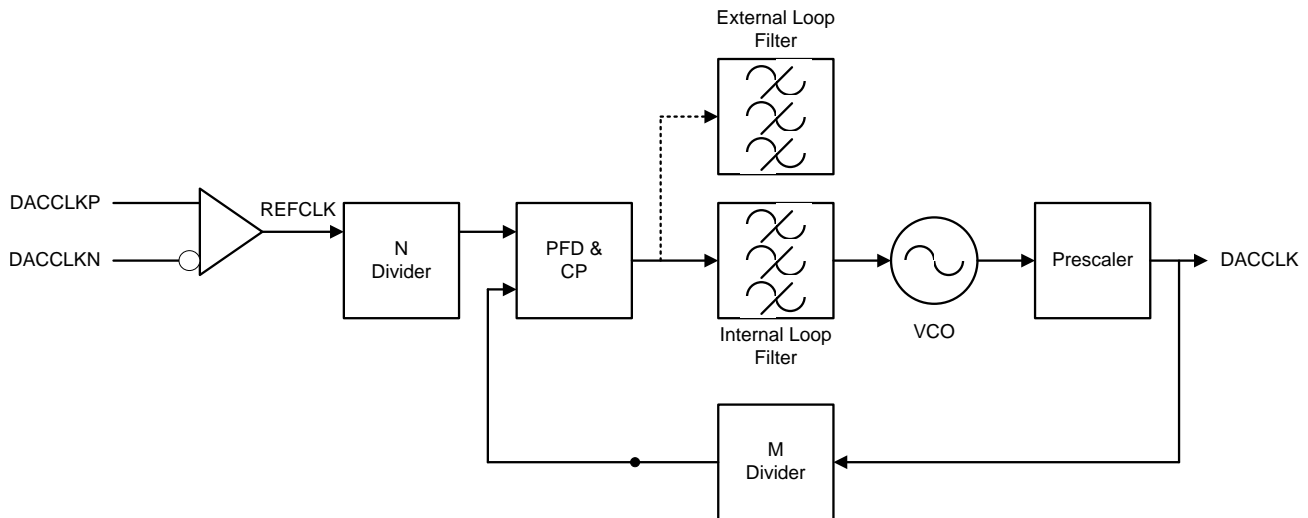 External Loop
Filter
DACCLKP
DACCLKN
REFCLK
N
Divider
PFD &
CP
Internal Loop
Filter
VCO
Prescaler
DACCLK
M
Divider